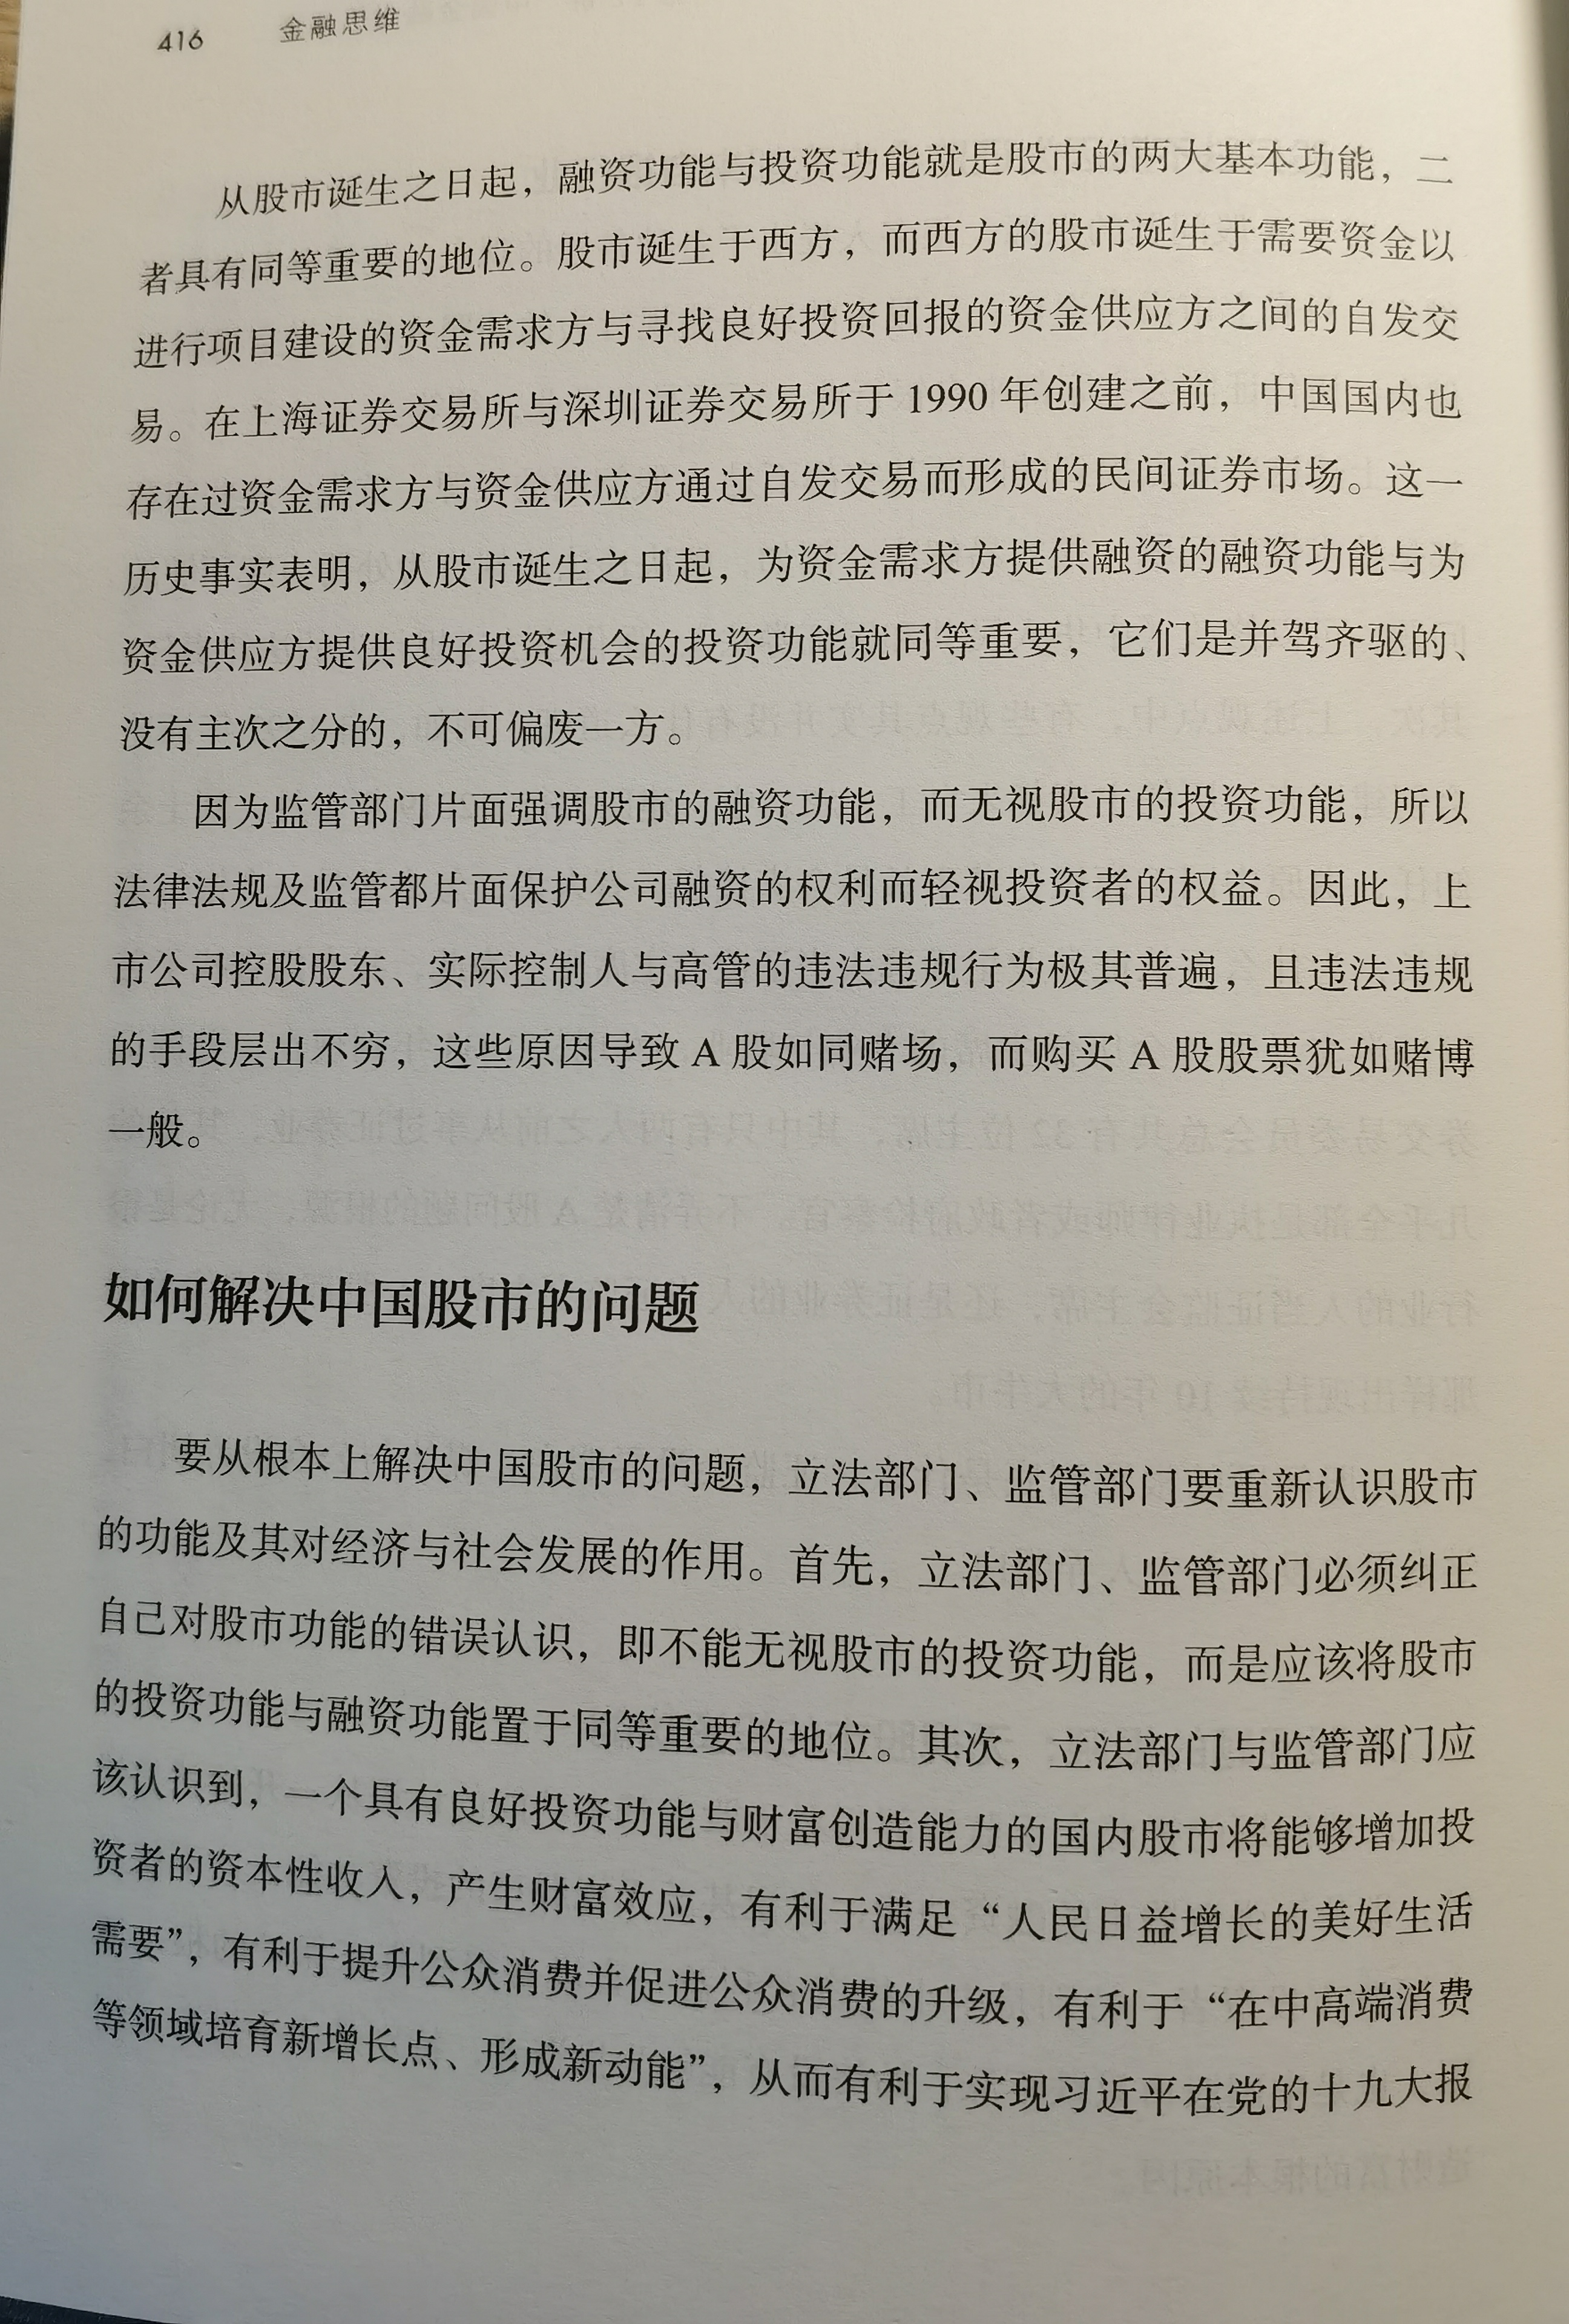 416 金融思维
从股市诞生之日起，融资功能与投资功能就是股市的两大基本功能，二
者具有同等重要的地位。股市诞生于西方，而西方的股市诞生于需要资金以
进行项目建设的资金需求方与寻找良好投资回报的资金供应方之间的自发交
易。在上海证券交易所与深圳证券交易所于 1990 年创建之前，中国国内也
存在过资金需求方与资金供应方通过自发交易而形成的民间证券市场。这一
历史事实表明，从股市诞生之日起，为资金需求方提供融资的融资功能与为
资金供应方提供良好投资机会的投资功能就同等重要，它们是并驾齐驱的、
没有主次之分的，不可偏废一方。
因为监管部门片面强调股市的融资功能，而无视股市的投资功能，所以
法律法规及监管都片面保护公司融资的权利而轻视投资者的权益。因此，上
市公司控股股东、实际控制人与高管的违法违规行为极其普遍，且违法违规
的手段层出不穷，这些原因导致 A 股如同赌场，而购买 A 股股票犹如赌博
一般。
如何解决中国股市的问题
要从根本上解决中国股市的问题，立法部门、监管部门要重新认识股市
的功能及其对经济与社会发展的作用。首先，立法部门、监管部门必须纠正
自己对股市功能的错误认识，即不能无视股市的投资功能，而是应该将股市
的投资功能与融资功能置于同等重要的地位。其次，立法部门与监管部门应
该认识到，一个具有良好投资功能与财富创造能力的国内股市将能够增加投
资者的资本性收入，产生财富效应，有利于满足“人民日益增长的美好生活
需要”，有利于提升公众消费并促进公众消费的升级，有利于“在中高端消费
等领域培育新增长点、形成新动能”，从而有利于实现习近平在党的十九大报